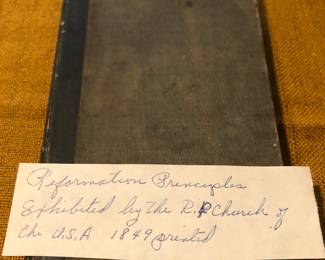 Reformation Principles
Exhibited by the R.P Church of
the U.S.A 1849 printed